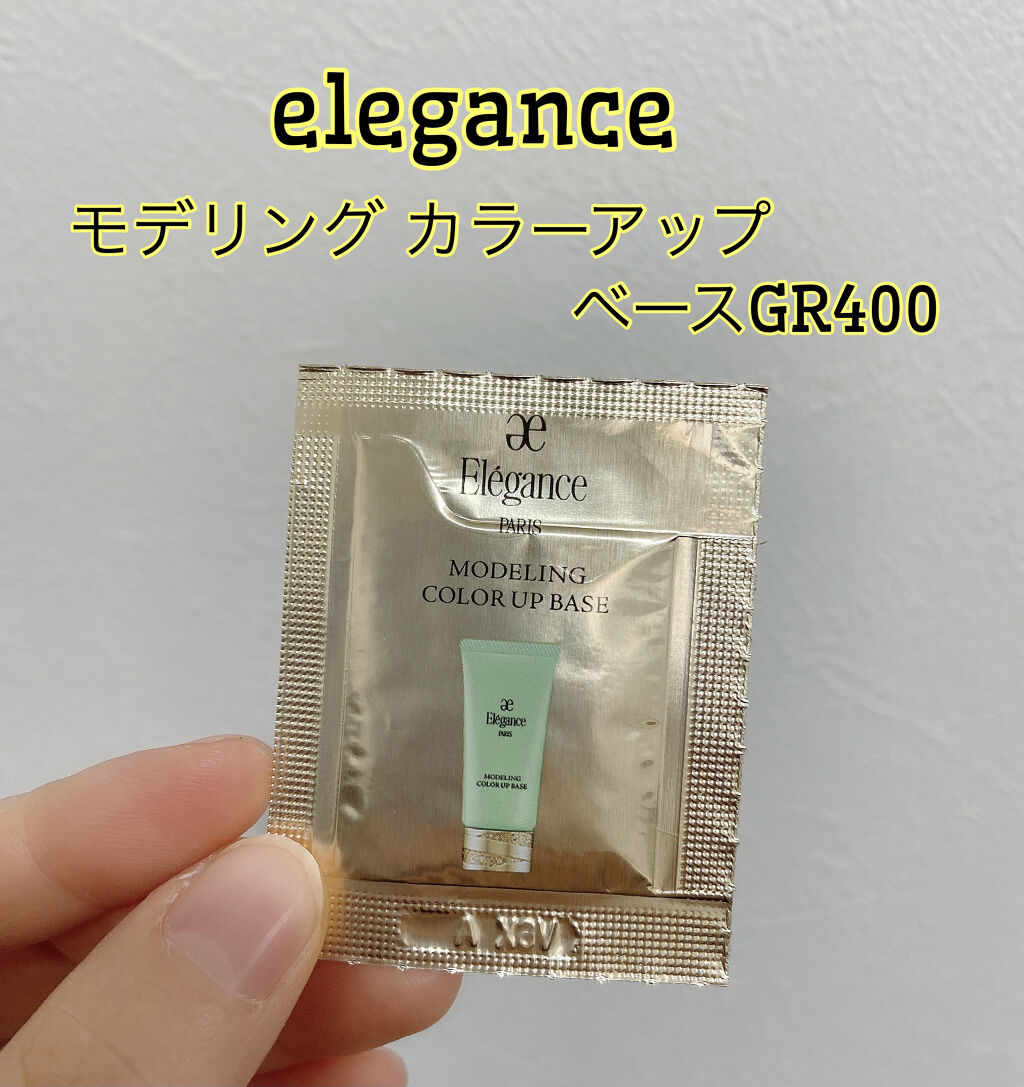 elegance
モデリング カラーアップ
ベースGR400
æ
Elégance
PARIS
MODELING
COLOR UP BASE
æ
Elégance
PARIS
MODELING
COLOR UP BASE